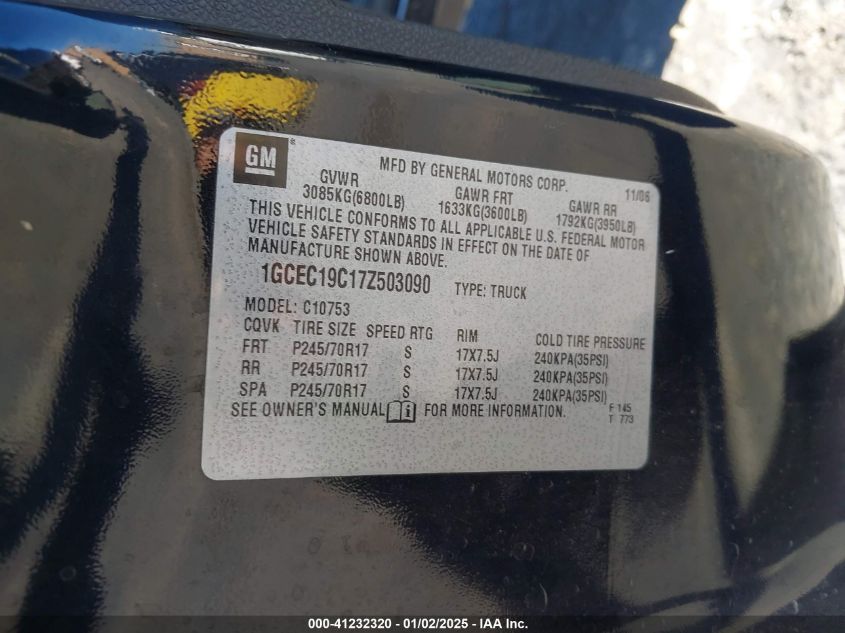 GM ®
MFD BY GENERAL MOTORS CORP. 11/06
GVWR GAWR FRT GAWR RR
3085KG(6800LB) 1633KG(3600LB) 1792KG(3950LB)
THIS VEHICLE CONFORMS TO ALL APPLICABLE U.S. FEDERAL MOTOR
VEHICLE SAFETY STANDARDS IN EFFECT ON THE DATE OF
MANUFACTURE SHOWN ABOVE.
1GCEC19C17Z503090 TYPE: TRUCK
MODEL: C10753
CQVK TIRE SIZE SPEED RTG RIM COLD TIRE PRESSURE
FRT P245/70R17 S 17X7.5J 240KPA(35PSI)
RR P245/70R17 S 17X7.5J 240KPA(35PSI)
SPA P245/70R17 S 17X7.5J 240KPA(35PSI)
SEE OWNER'S MANUAL FOR MORE INFORMATION. F 145
T 773
000-41232320 | 01/02/2025 - IAA Inc.